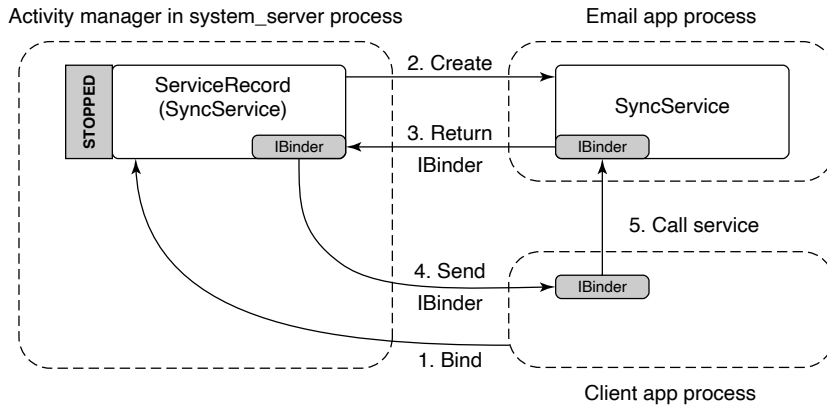 Activity manager in system_server process
Email app process
STOPPED
ServiceRecord
(SyncService)
IBinder
2. Create
SyncService
3. Return
IBinder
IBinder
5. Call service
4. Send
IBinder
IBinder
1. Bind
Client app process